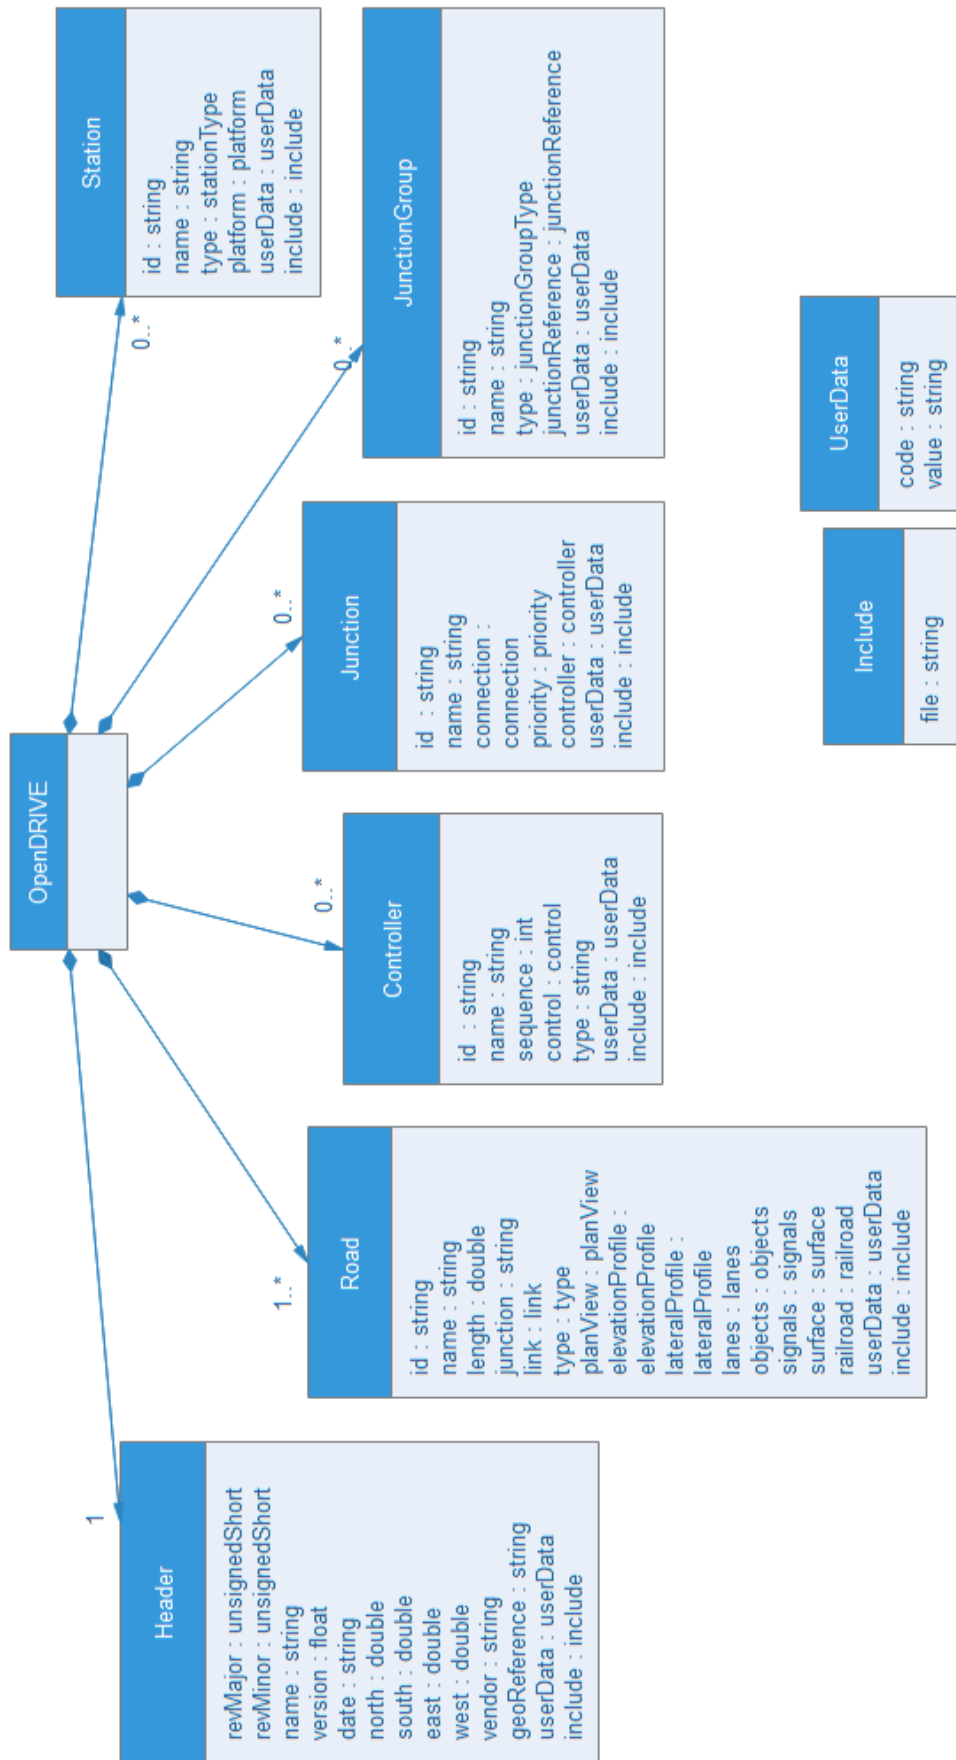 OpenDRIVE
1
1..*
0..*
0..*
0..*
0..*
Header
revMajor : unsignedShort
revMinor : unsignedShort
name : string
version : float
date : string
north : double
south : double
east : double
west : double
vendor : string
geoReference : string
userData : userData
include : include
Road
id : string
name : string
length : double
junction : string
link : link
type : type
planView : planView
elevationProfile :
elevationProfile
lateralProfile :
lateralProfile
lanes : lanes
objects : objects
signals : signals
surface : surface
railroad : railroad
userData : userData
include : include
Controller
id : string
name : string
sequence : int
control : control
type : string
userData : userData
include : include
Junction
id : string
name : string
connection :
connection
priority : priority
controller : controller
userData : userData
include : include
JunctionGroup
id : string
name : string
type : junctionGroupType
junctionReference : junctionReference
userData : userData
include : include
Station
id : string
name : string
type : stationType
platform : platform
userData : userData
include : include
Include
file : string
UserData
code : string
value : string